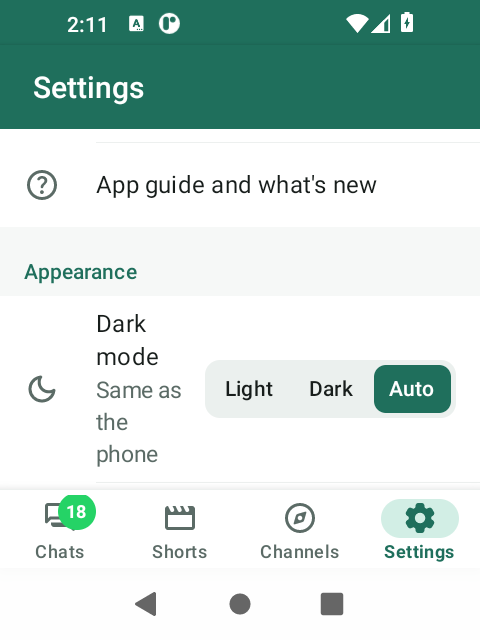 2:11
Settings
App guide and what's new
Appearance
Dark
mode
Same as
the
phone
Light
Dark
Auto
18
Chats
Shorts
Channels
Settings